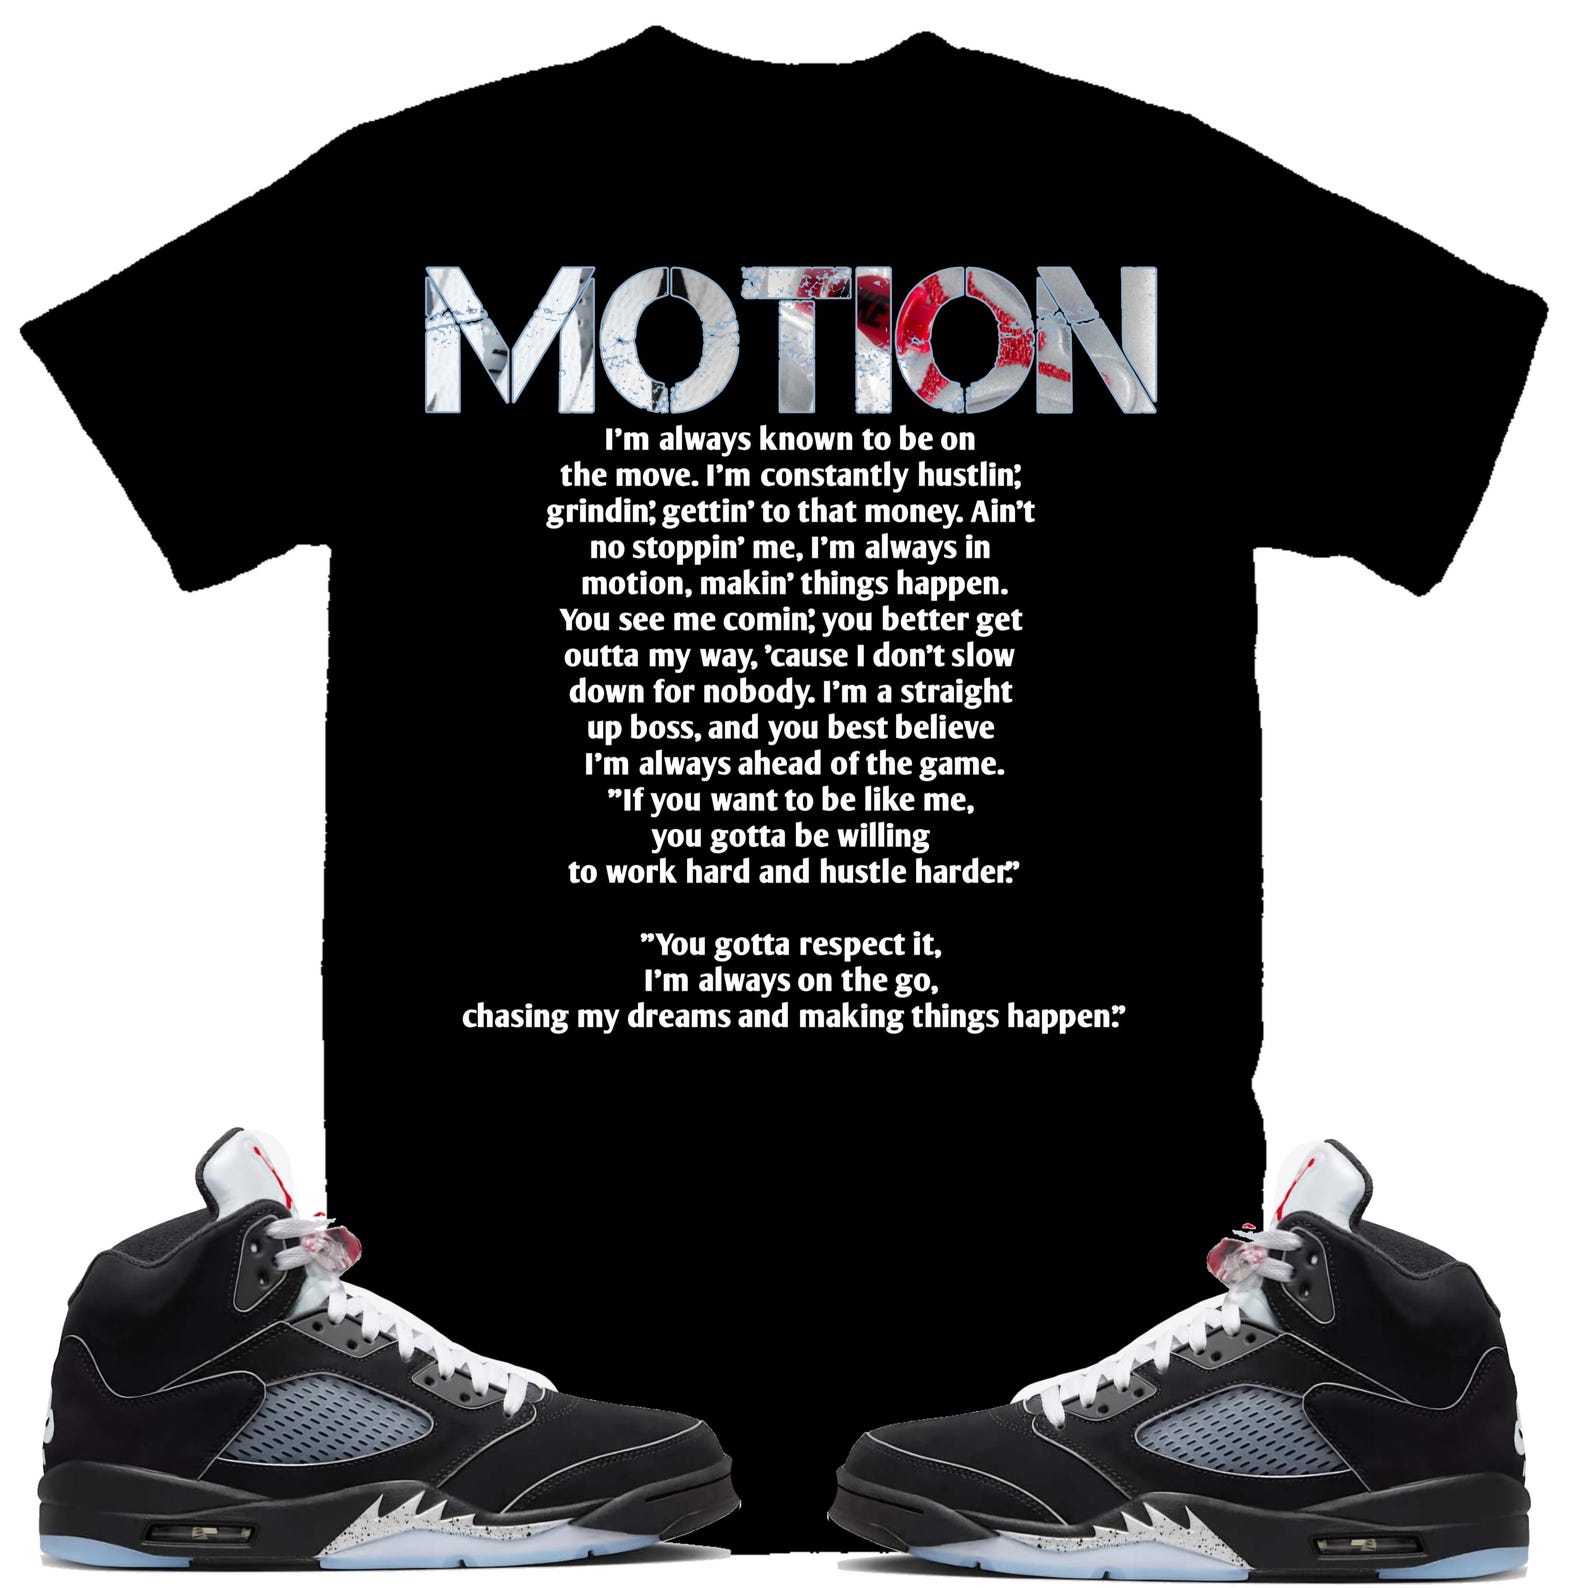 MOTION
I'm always known to be on
the move. I'm constantly hustlin',
grindin', gettin' to that money. Ain't
no stoppin' me, I'm always in
motion, makin' things happen.
You see me comin', you better get
outta my way, 'cause I don't slow
down for nobody. I'm a straight
up boss, and you best believe
I'm always ahead of the game.
"If you want to be like me,
you gotta be willing
to work hard and hustle harder."
"You gotta respect it,
I'm always on the go,
chasing my dreams and making things happen."